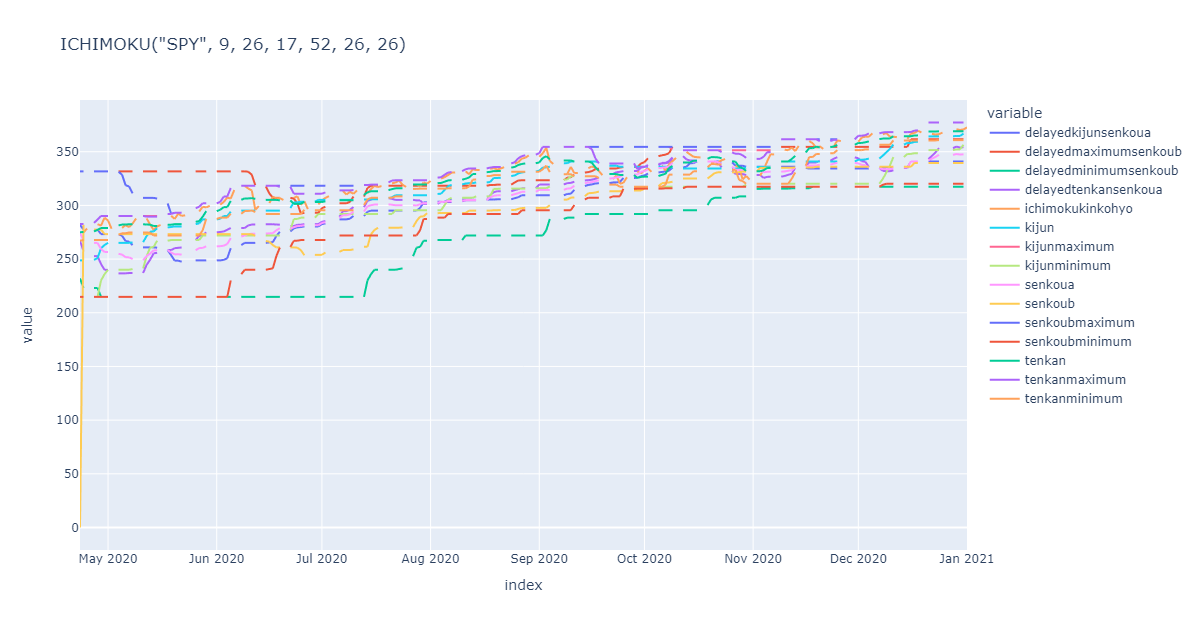 ICHIMOKU("SPY", 9, 26, 17, 52, 26, 26)
variable
delayedkijunsenkoua
delayedmaximumsenkoub
delayedminimumsenkoub
delayedtenkansenkoua
ichimokukinkohyo
kijun
kijunmaximum
kijunminimum
senkoua
senkoub
senkoubmaximum
senkoubminimum
tenkan
tenkanmaximum
tenkanminimum
value
350
300
250
200
150
100
50
0
May 2020
Jun 2020
Jul 2020
Aug 2020
Sep 2020
Oct 2020
Nov 2020
Dec 2020
Jan 2021
index